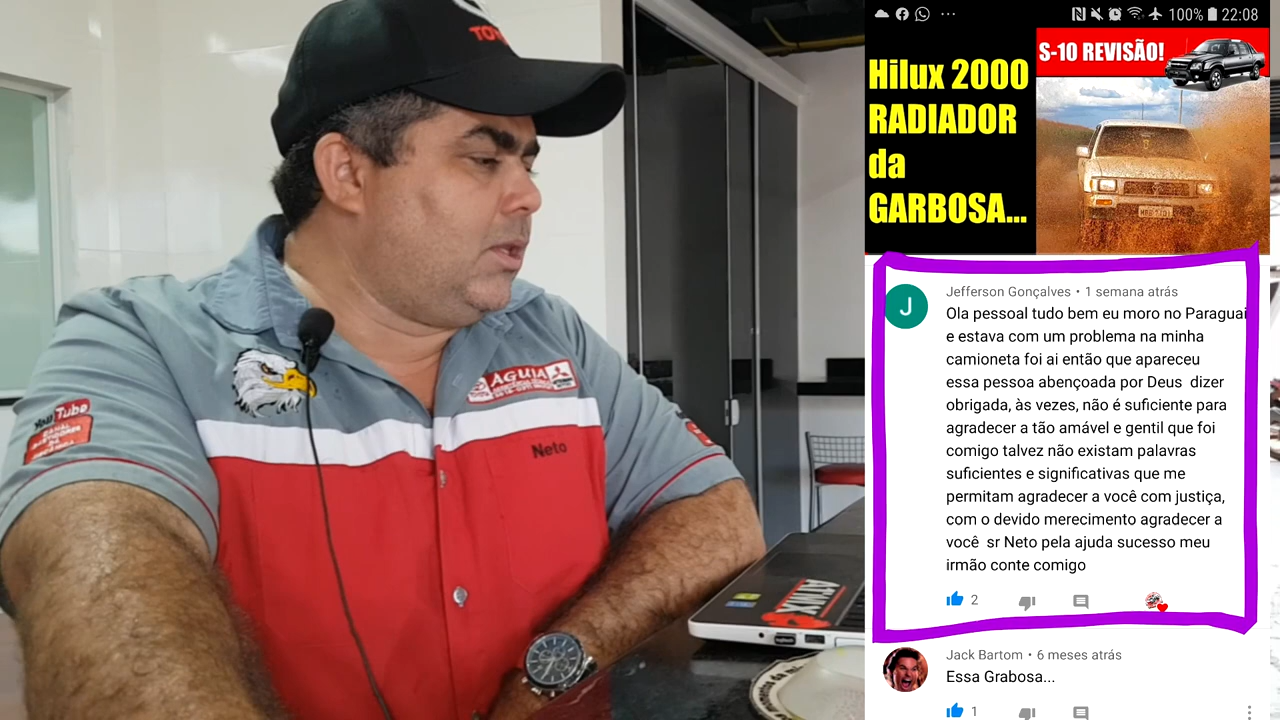 TOYO
AGUIA
Neto
Tube
ATMIX
100% 22:08
Hilux 2000
RADIADOR
da
GARBOSA...
S-10 REVISÃO!
Jefferson Gonçalves • 1 semana atrás
Ola pessoal tudo bem eu moro no Paraguai
e estava com um problema na minha
camioneta foi ai então que apareceu
essa pessoa abençoada por Deus, dizer
obrigada, às vezes, não é suficiente para
agradecer a tão amável e gentil que foi
comigo talvez não existam palavras
suficientes e significativas que me
permitam agradecer a você com justiça,
com o devido merecimento agradecer a
você sr Neto pela ajuda sucesso meu
irmão conte comigo
2
Jack Bartom • 6 meses atrás
Essa Grabosa...
1